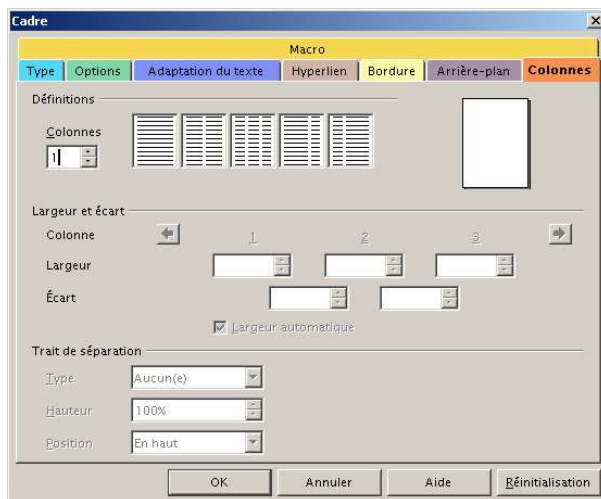 Cadre
Macro
Type Options Adaptation du texte Hyperlien Bordure Arrière-plan Colonnes
Définitions
Colonnes
1
Largeur et écart
Colonne 1 2 3
Largeur
Écart
Largeur automatique
Trait de séparation
Type Aucun(e)
Hauteur 100%
Position En haut
OK Annuler Aide Réinitialisation